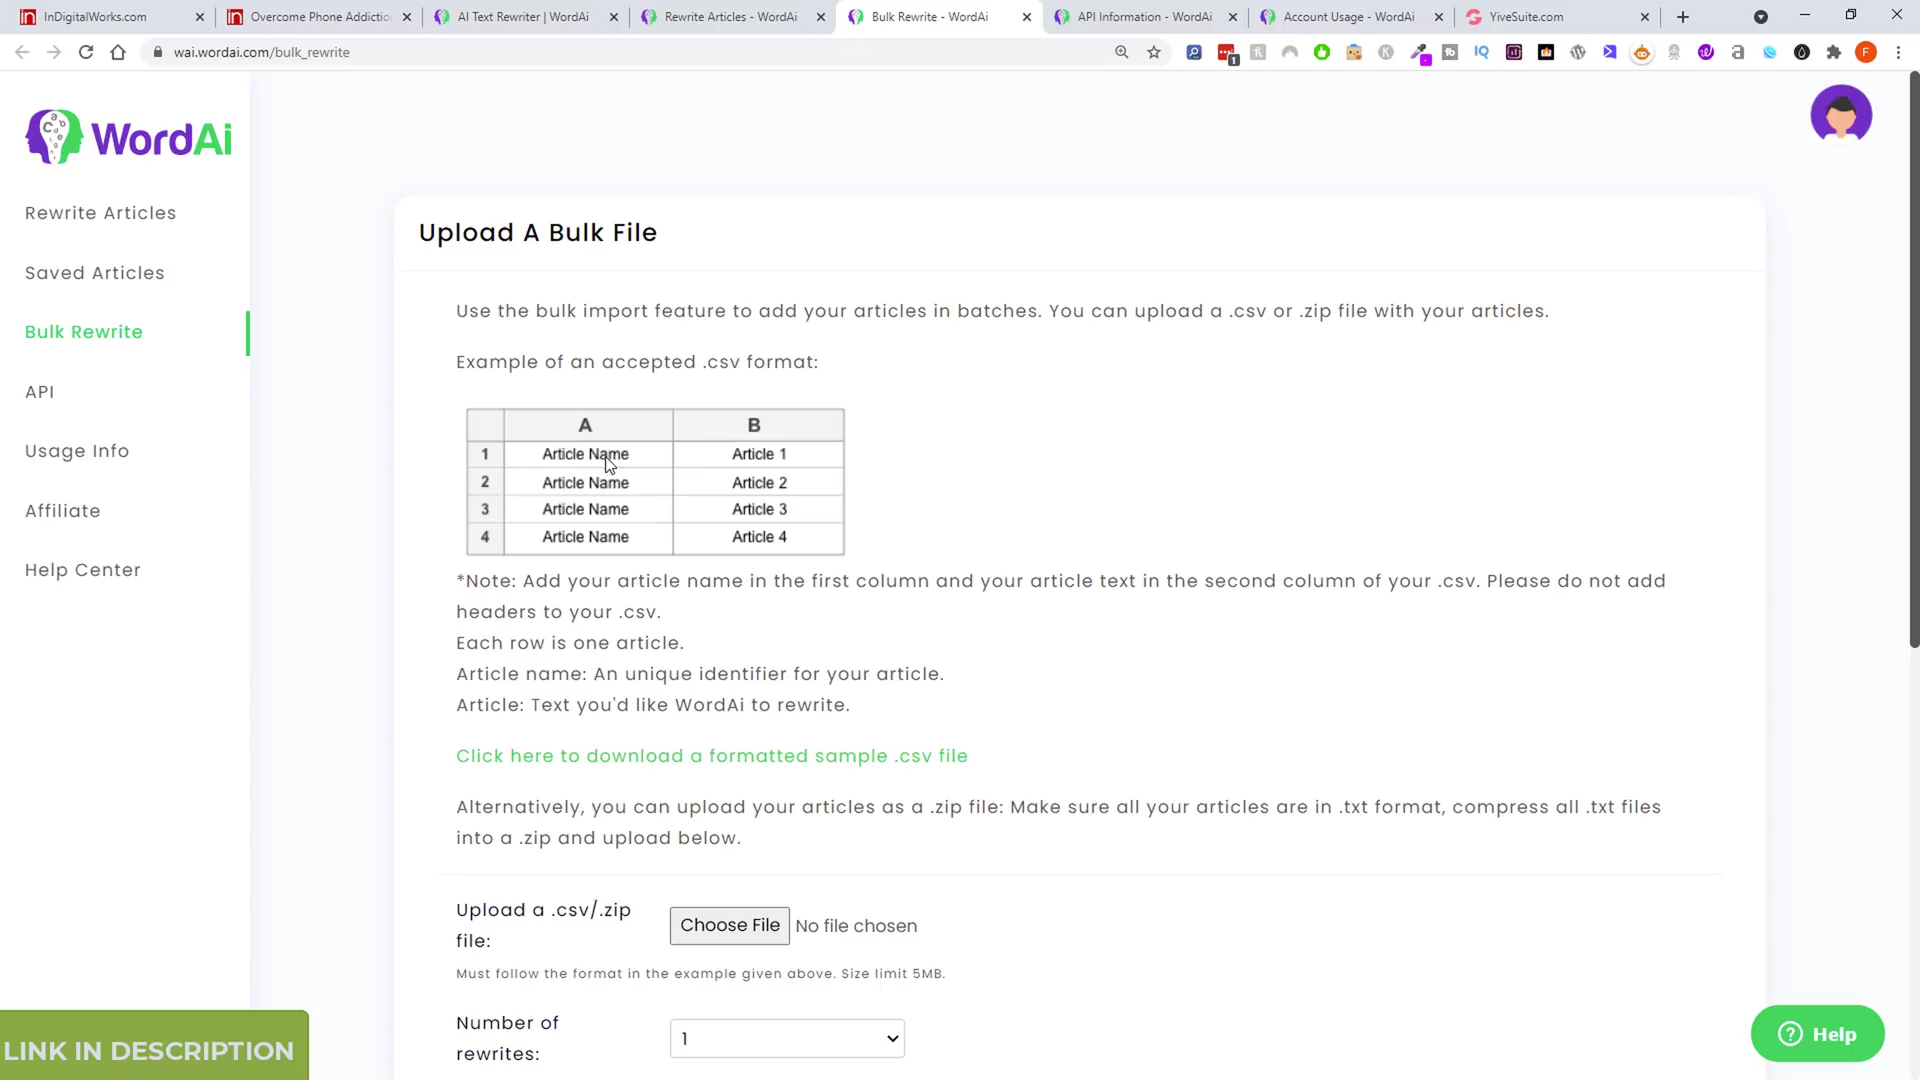 InDigitalWorks.com
Overcome Phone Addictio
AI Text Rewriter | WordAi
Rewrite Articles - WordAi
Bulk Rewrite - WordAi
API Information - WordAi
Account Usage - WordAi
YiveSuite.com
wai.wordai.com/bulk_rewrite
WordAi
Rewrite Articles
Saved Articles
Bulk Rewrite
API
Usage Info
Affiliate
Help Center
Upload A Bulk File
Use the bulk import feature to add your articles in batches. You can upload a .csv or .zip file with your articles.
Example of an accepted .csv format:
A B
1 Article Name Article 1
2 Article Name Article 2
3 Article Name Article 3
4 Article Name Article 4
*Note: Add your article name in the first column and your article text in the second column of your .csv. Please do not add
headers to your .csv.
Each row is one article.
Article name: An unique identifier for your article.
Article: Text you'd like WordAi to rewrite.
Click here to download a formatted sample .csv file
Alternatively, you can upload your articles as a .zip file: Make sure all your articles are in .txt format, compress all .txt files
into a .zip and upload below.
Upload a .csv/.zip
file:
Choose File No file chosen
Must follow the format in the example given above. Size limit 5MB.
Number of
rewrites:
1
Help
LINK IN DESCRIPTION